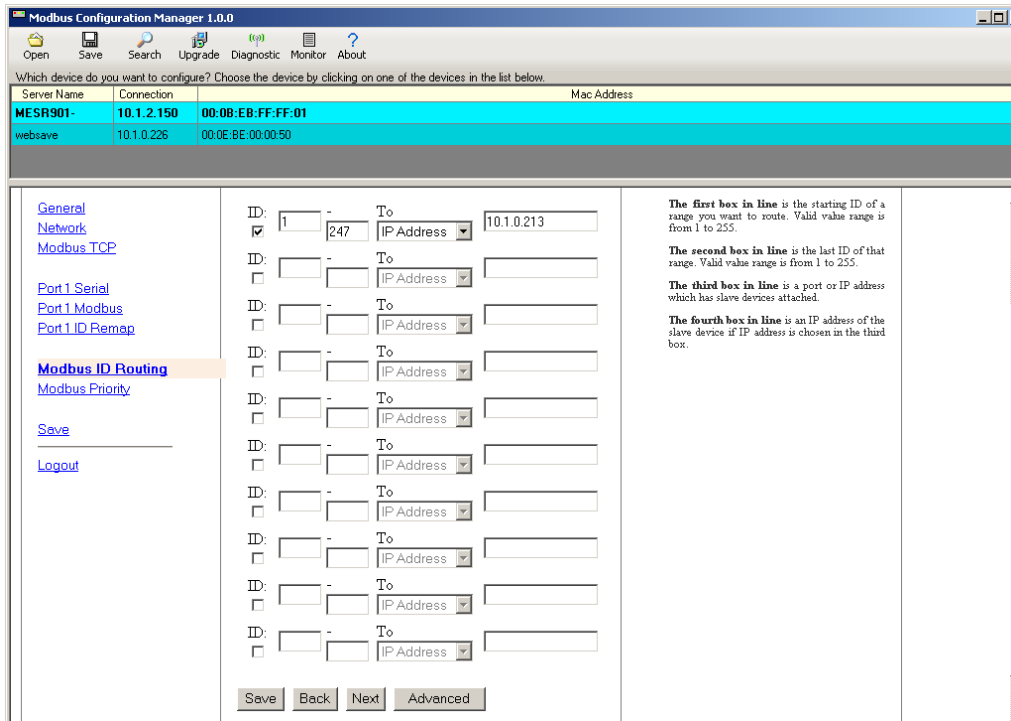 Modbus Configuration Manager 1.0.0
Open Save Search Upgrade Diagnostic Monitor About
Which device do you want to configure? Choose the device by clicking on one of the devices in the list below.
Server Name Connection Mac Address
MESR901- 10.1.2.150 00:0B:EB:FF:FF:01
websave 10.1.0.226 00:0E:BE:00:00:50
General
Network
Modbus TCP
Port 1 Serial
Port 1 Modbus
Port 1 ID Remap
Modbus ID Routing
Modbus Priority
Save
Logout
ID: - To
1 247 IP Address 10.1.0.213
ID: - To
IP Address
ID: - To
IP Address
ID: - To
IP Address
ID: - To
IP Address
ID: - To
IP Address
ID: - To
IP Address
ID: - To
IP Address
ID: - To
IP Address
ID: - To
IP Address
Save Back Next Advanced
The first box in line is the starting ID of a
range you want to route. Valid value range is
from 1 to 255.
The second box in line is the last ID of that
range. Valid value range is from 1 to 255.
The third box in line is a port or IP address
which has slave devices attached.
The fourth box in line is an IP address of the
slave device if IP address is chosen in the third
box.